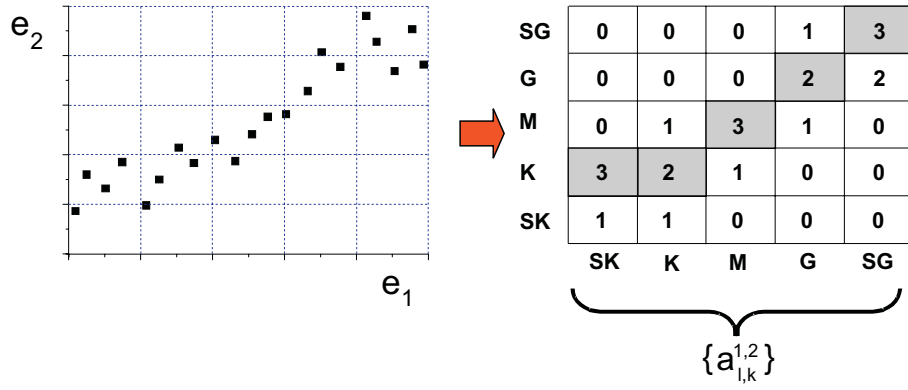 e2
e1
SG 0 0 0 1 3
G 0 0 0 2 2
M 0 1 3 1 0
K 3 2 1 0 0
SK 1 1 0 0 0
SK K M G SG
{a1,2l,k}